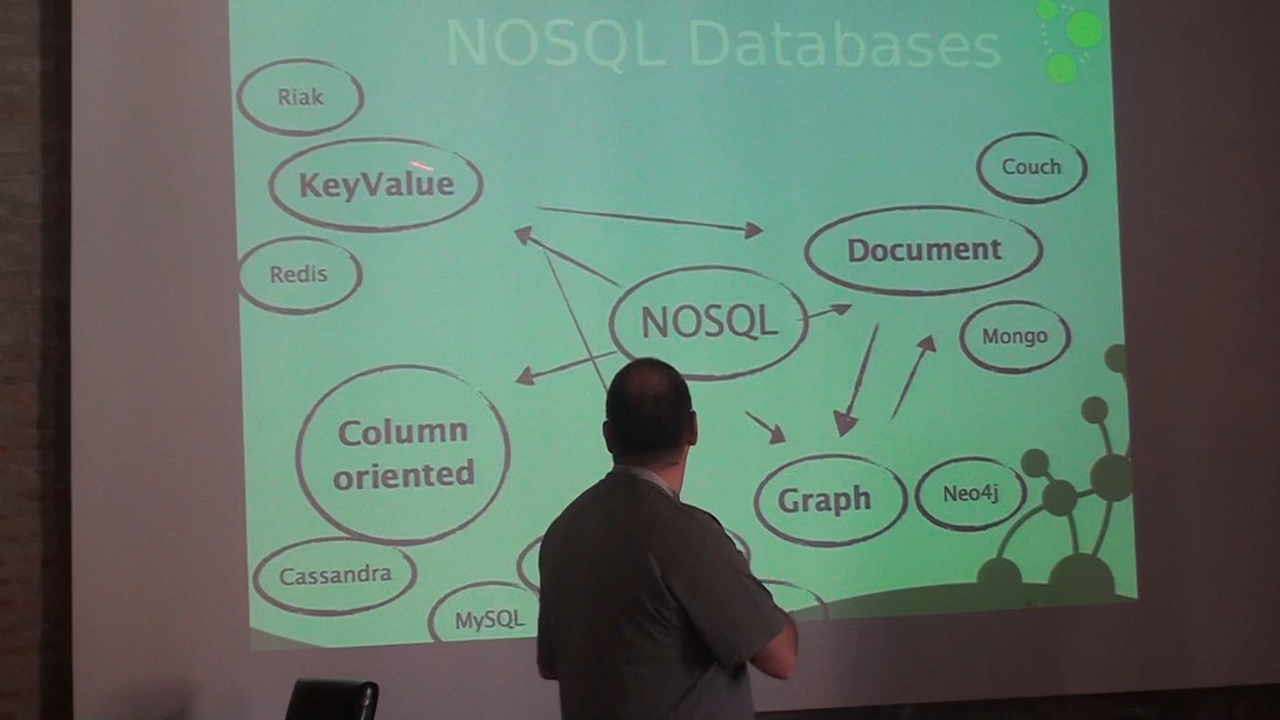 NOSQL Databases
Riak
KeyValue
Couch
Document
Redis
NOSQL
Mongo
Column
oriented
Graph
Neo4j
Cassandra
MySQL